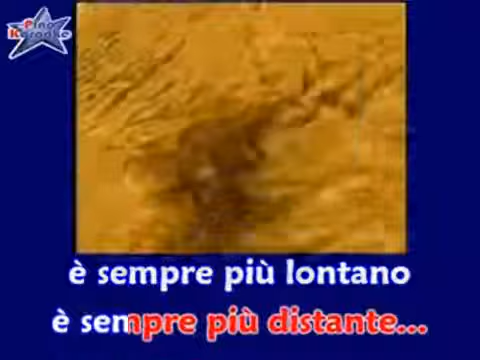 Pino
Karaoke
è sempre più lontano
è sempre più distante...